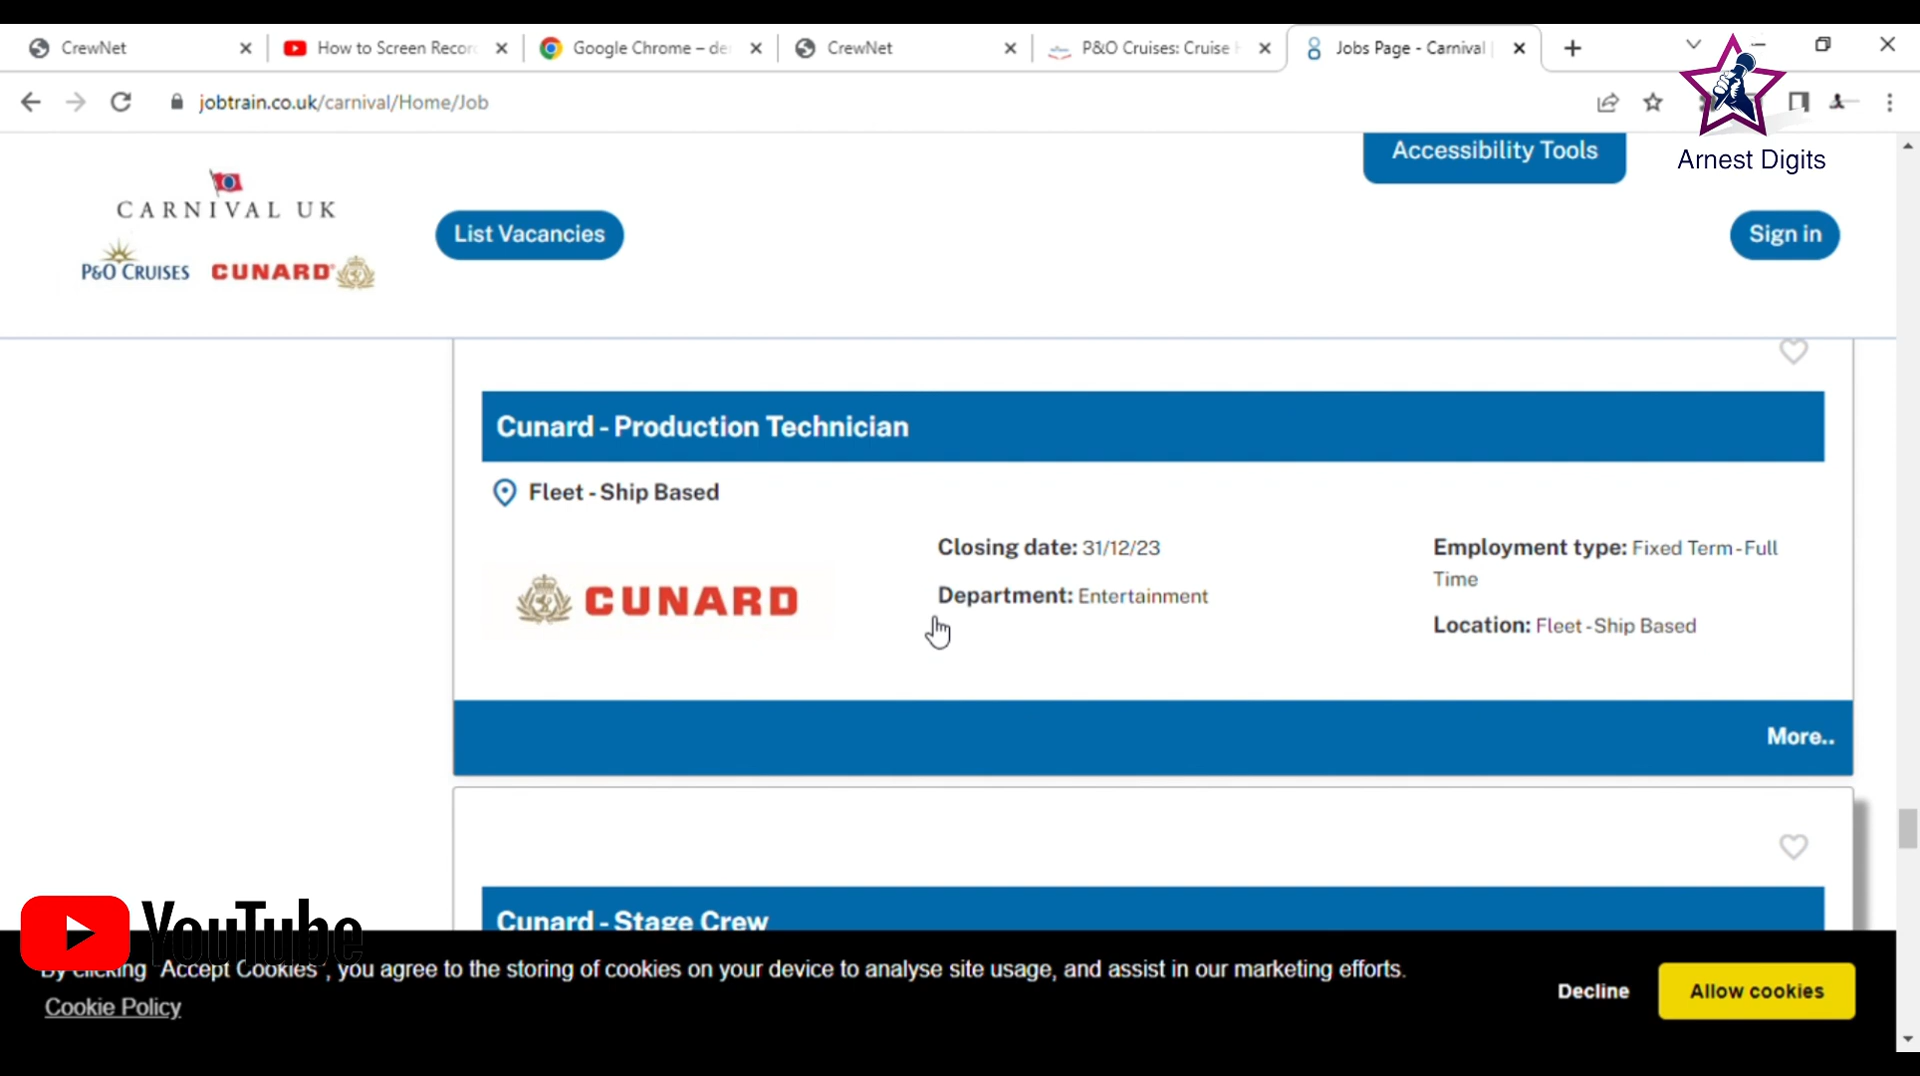 CrewNet
How to Screen Recor
Google Chrome – de
CrewNet
P&O Cruises: Cruise H
Jobs Page - Carnival |
jobtrain.co.uk/carnival/Home/Job
Arnest Digits
Accessibility Tools
CARNIVAL UK
P&O CRUISES
CUNARD
List Vacancies
Sign in
Cunard - Production Technician
Fleet - Ship Based
Closing date: 31/12/23
Department: Entertainment
Employment type: Fixed Term - Full
Time
Location: Fleet - Ship Based
CUNARD
More..
Cunard - Stage Crew
YouTube
By clicking "Accept Cookies", you agree to the storing of cookies on your device to analyse site usage, and assist in our marketing efforts.
Cookie Policy
Decline
Allow cookies